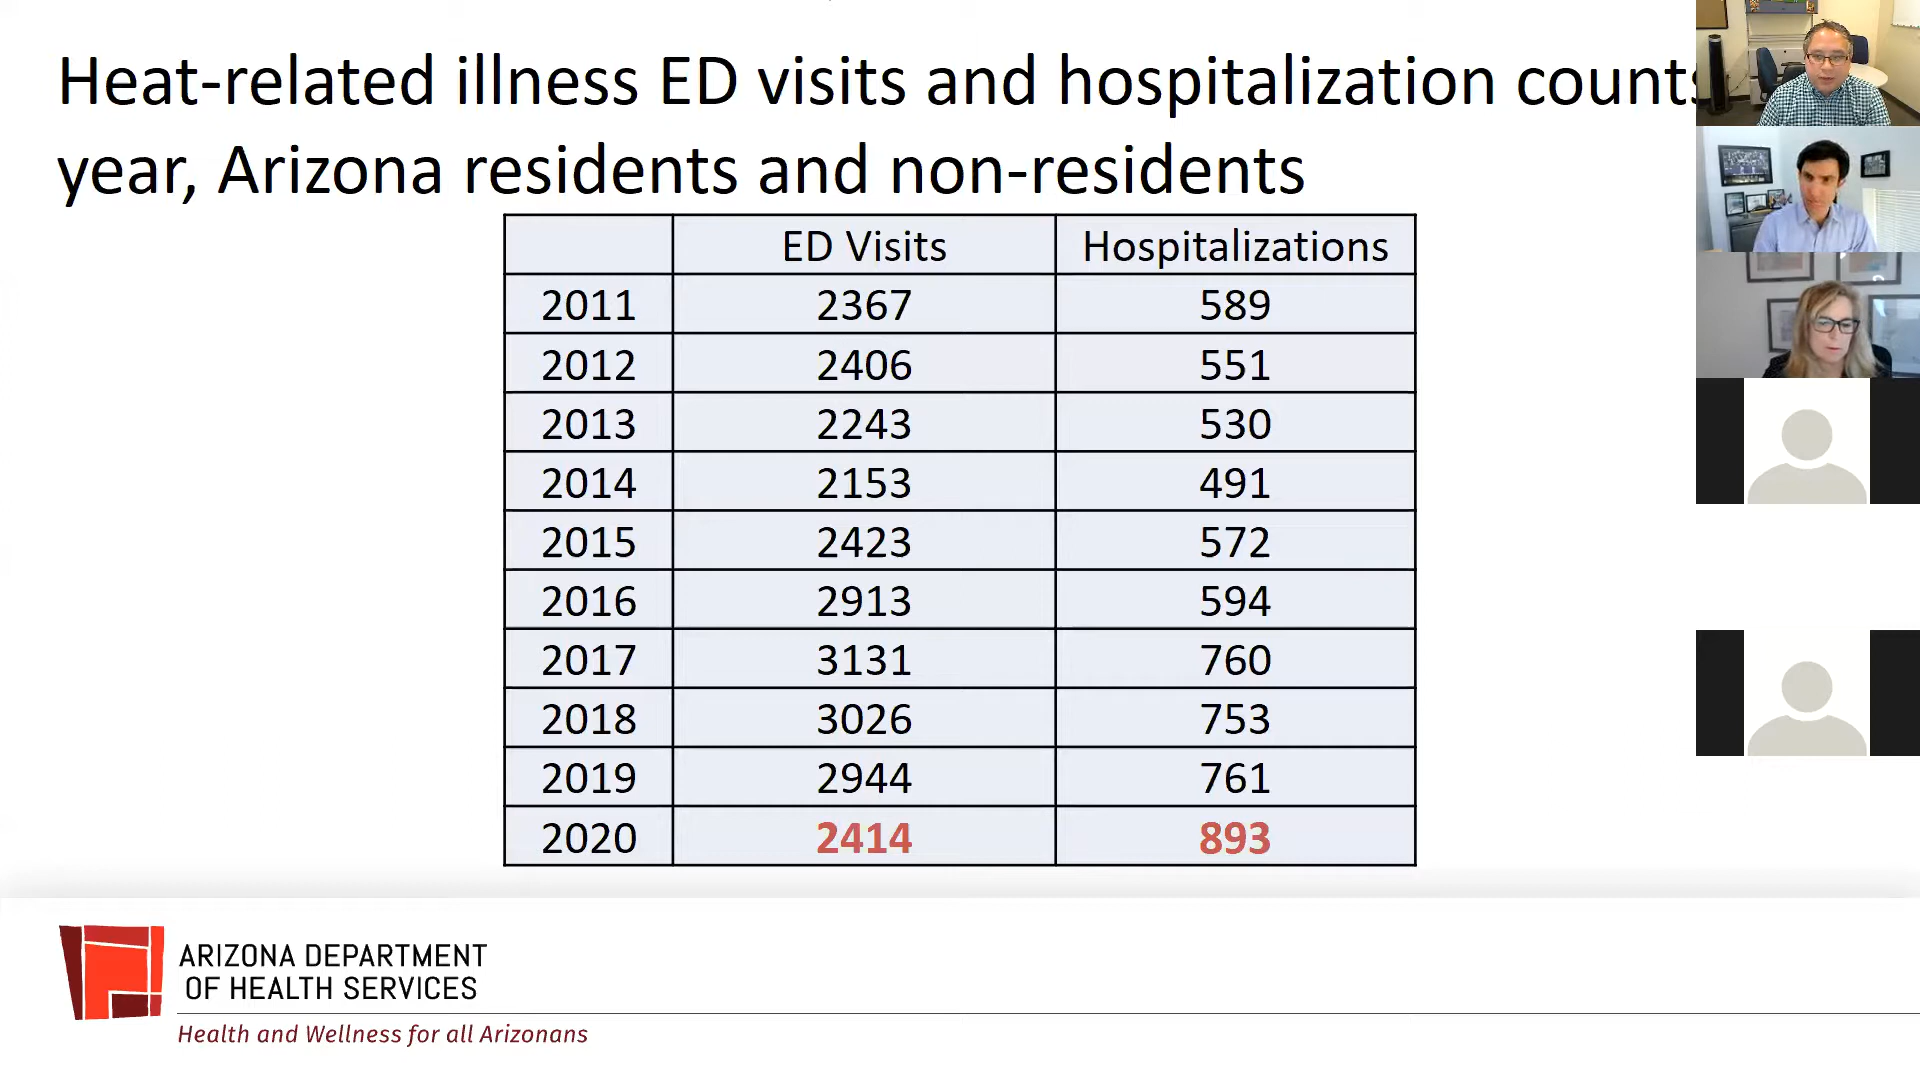 Heat-related illness ED visits and hospitalization counts
year, Arizona residents and non-residents
ED Visits Hospitalizations
2011 2367 589
2012 2406 551
2013 2243 530
2014 2153 491
2015 2423 572
2016 2913 594
2017 3131 760
2018 3026 753
2019 2944 761
2020 2414 893
ARIZONA DEPARTMENT
OF HEALTH SERVICES
Health and Wellness for all Arizonans